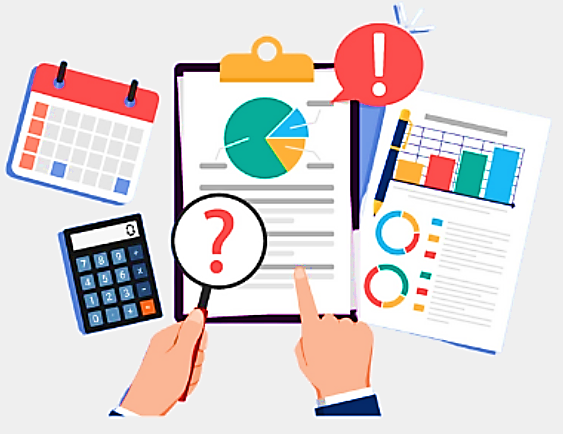 !
?
0
7 8 9 +
4 5 6 x
1 2 3 -
0 . + =